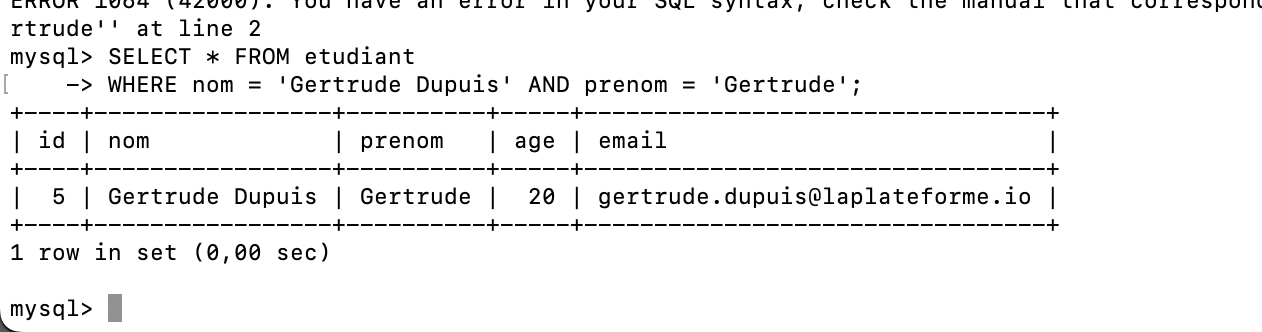 ERROR 1064 (42000): You have an error in your SQL syntax; check the manual that correspond
rtrude'' at line 2
mysql> SELECT * FROM etudiant
[    -> WHERE nom = 'Gertrude Dupuis' AND prenom = 'Gertrude';
+----+-----------------+----------+-----+---------------------------------+
| id | nom             | prenom   | age | email                           |
+----+-----------------+----------+-----+---------------------------------+
|  5 | Gertrude Dupuis | Gertrude |  20 | gertrude.dupuis@laplateforme.io |
+----+-----------------+----------+-----+---------------------------------+
1 row in set (0,00 sec)
mysql>